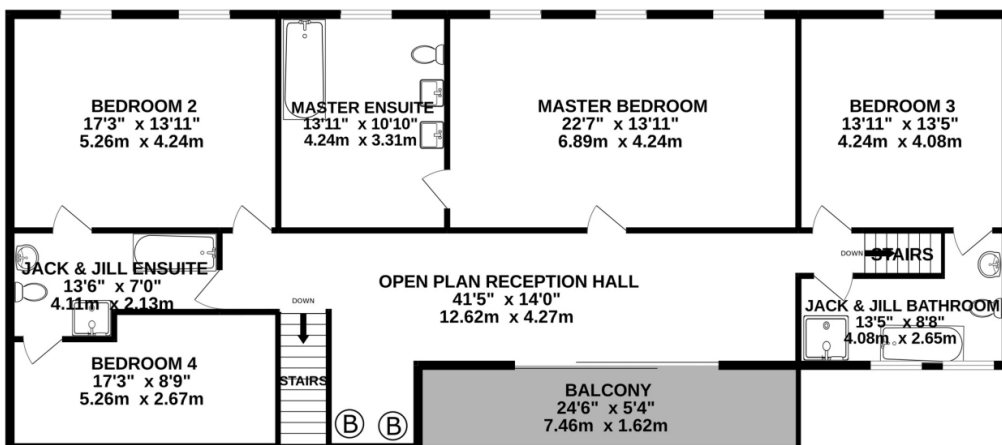 BEDROOM 2
17'3" x 13'11"
5.26m x 4.24m
MASTER ENSUITE
13'11" x 10'10"
4.24m x 3.31m
MASTER BEDROOM
22'7" x 13'11"
6.89m x 4.24m
BEDROOM 3
13'11" x 13'5"
4.24m x 4.08m
JACK & JILL ENSUITE
13'6" x 7'0"
4.11m x 2.13m
DOWN
OPEN PLAN RECEPTION HALL
41'5" x 14'0"
12.62m x 4.27m
DOWN
STAIRS
JACK & JILL BATHROOM
13'5" x 8'8"
4.08m x 2.65m
BEDROOM 4
17'3" x 8'9"
5.26m x 2.67m
STAIRS
B
B
BALCONY
24'6" x 5'4"
7.46m x 1.62m